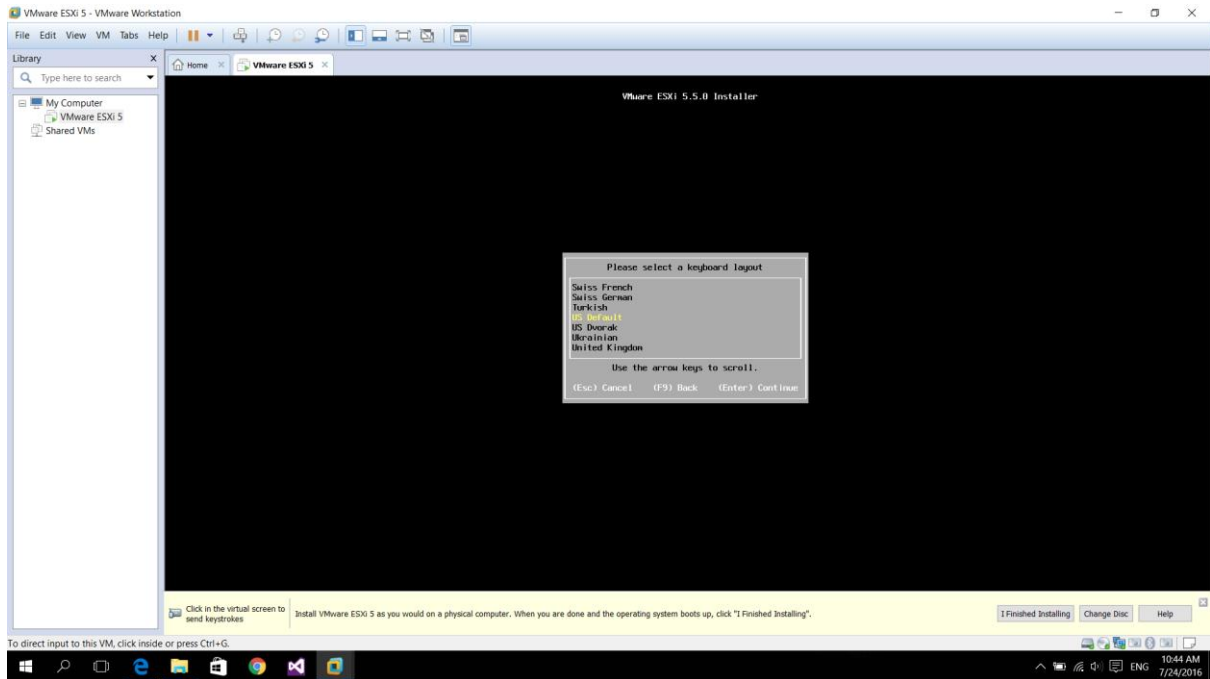 VMware ESXi 5 - VMware Workstation
File Edit View VM Tabs Help
Library X
Home × VMware ESXi 5 ×
Type here to search
My Computer
VMware ESXi 5
Shared VMs
VMware ESXi 5.5.0 Installer
Please select a keyboard layout
Swiss French
Swiss German
Turkish
US Default
US Dvorak
Ukrainian
United Kingdom
Use the arrow keys to scroll.
(Esc) Cancel (F9) Back (Enter) Continue
Click in the virtual screen to
send keystrokes
Install VMware ESXi 5 as you would on a physical computer. When you are done and the operating system boots up, click "I Finished Installing".
I Finished Installing Change Disc Help
To direct input to this VM, click inside or press Ctrl+G.
ENG
10:44 AM
7/24/2016